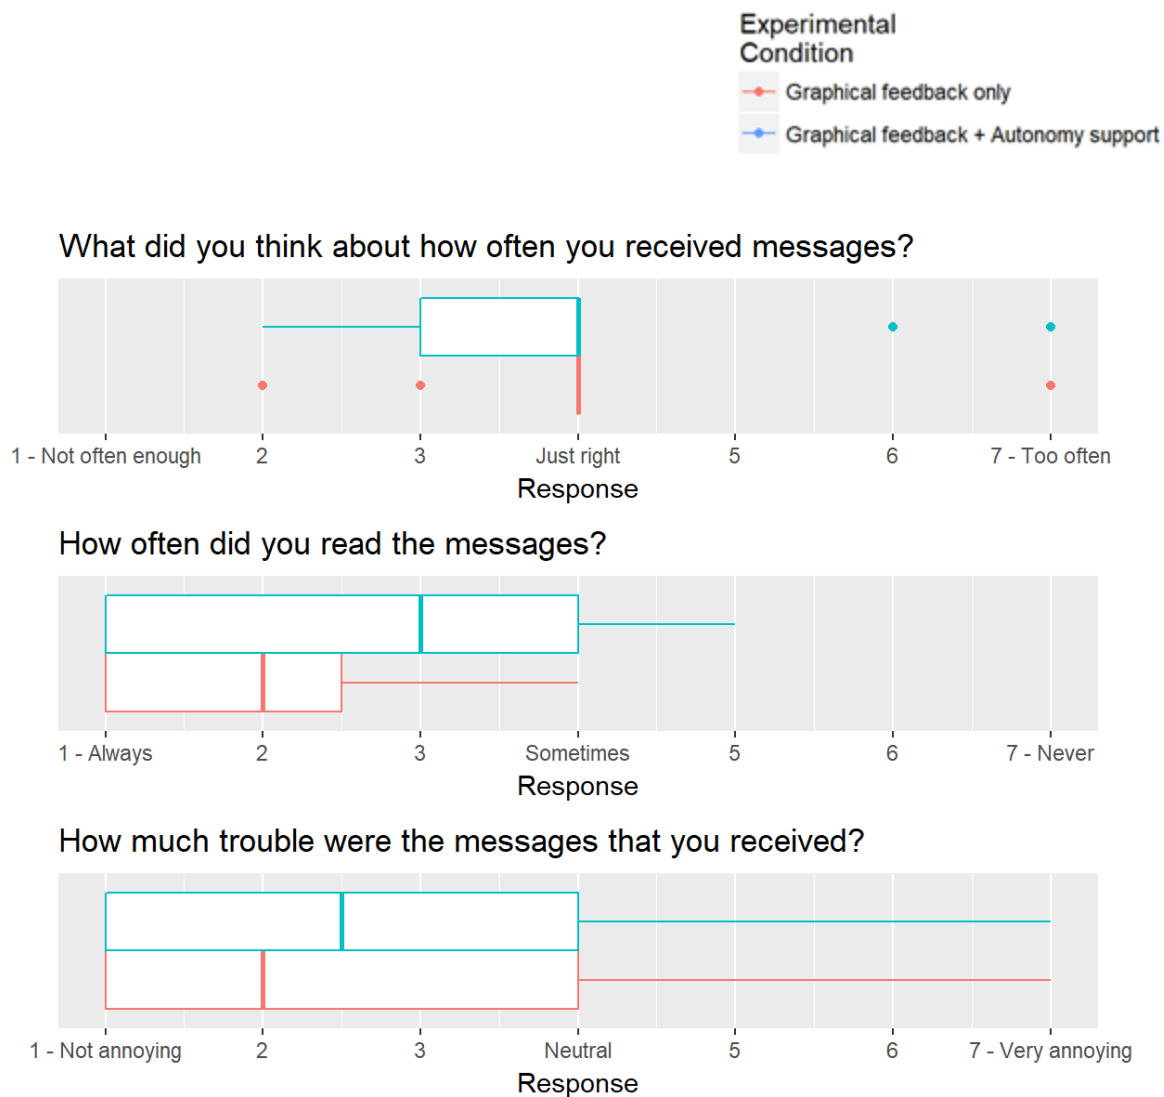 Experimental
Condition
Graphical feedback only
Graphical feedback + Autonomy support
What did you think about how often you received messages?
1 - Not often enough 2 3 Just right 5 6 7 - Too often
Response
How often did you read the messages?
1 - Always 2 3 Sometimes 5 6 7 - Never
Response
How much trouble were the messages that you received?
1 - Not annoying 2 3 Neutral 5 6 7 - Very annoying
Response